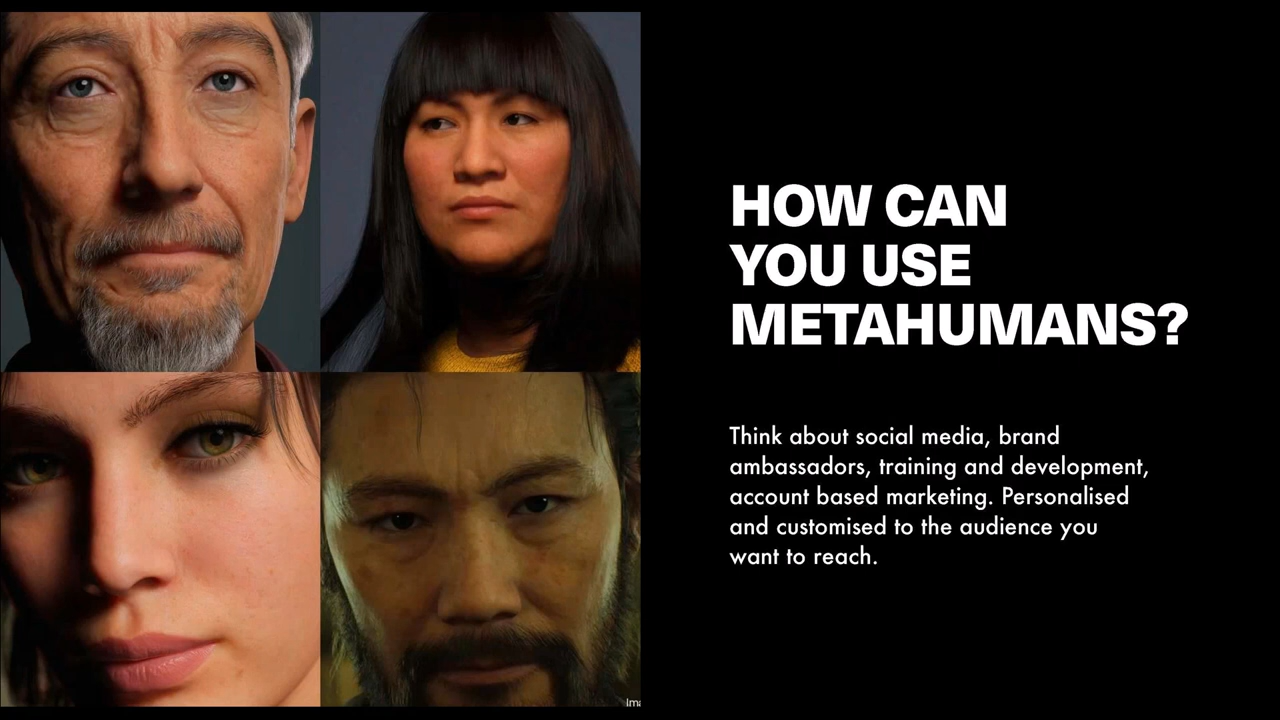 HOW CAN
YOU USE
METAHUMANS?
Think about social media, brand
ambassadors, training and development,
account based marketing. Personalised
and customised to the audience you
want to reach.